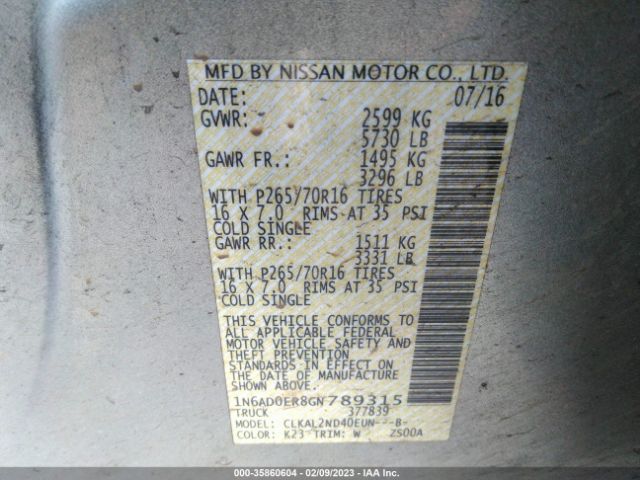 MFD BY NISSAN MOTOR CO., LTD.
DATE: 07/16
GVWR: 2599 KG
5730 LB
GAWR FR.: 1495 KG
3296 LB
WITH P265/70R16 TIRES
16 X 7.0 RIMS AT 35 PSI
COLD SINGLE
GAWR RR.: 1511 KG
3331 LB
WITH P265/70R16 TIRES
16 X 7.0 RIMS AT 35 PSI
COLD SINGLE
THIS VEHICLE CONFORMS TO
ALL APPLICABLE FEDERAL
MOTOR VEHICLE SAFETY AND
THEFT PREVENTION
STANDARDS IN EFFECT ON
THE DATE OF MANUFACTURE
SHOWN ABOVE.
1N6AD0ER8GN789315
TRUCK 377839
MODEL: CLKAL2ND40EUN---B-
COLOR: K23 TRIM: W ZS00A
000-35860604 - 02/09/2023 - IAA Inc.